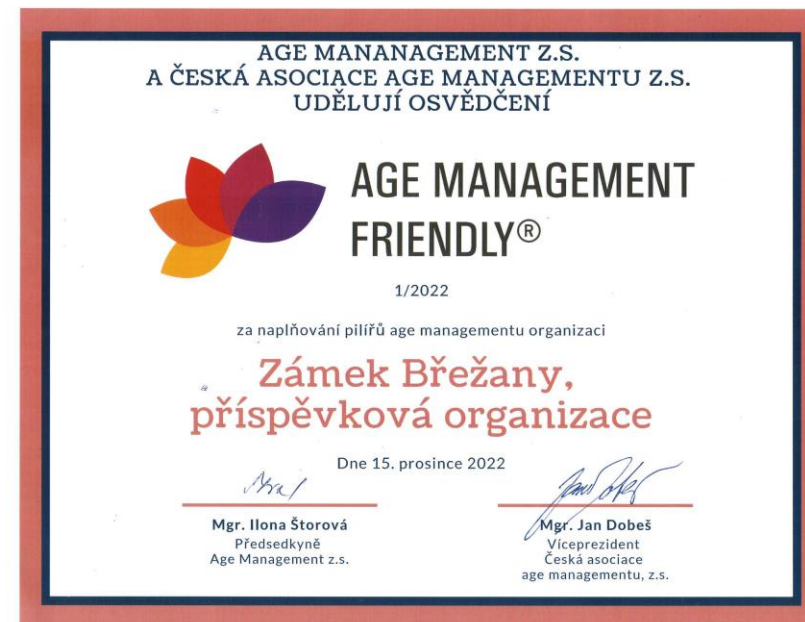 AGE MANANAGEMENT Z.S.
A ČESKÁ ASOCIACE AGE MANAGEMENTU Z.S.
UDĚLUJÍ OSVĚDČENÍ
AGE MANAGEMENT
FRIENDLY®
1/2022
za naplňování pilířů age managementu organizaci
Zámek Břežany,
příspěvková organizace
Dne 15. prosince 2022
Mgr. Ilona Štorová
Předsedkyně
Age Management z.s.
Mgr. Jan Dobeš
Víceprezident
Česká asociace
age managementu, z.s.